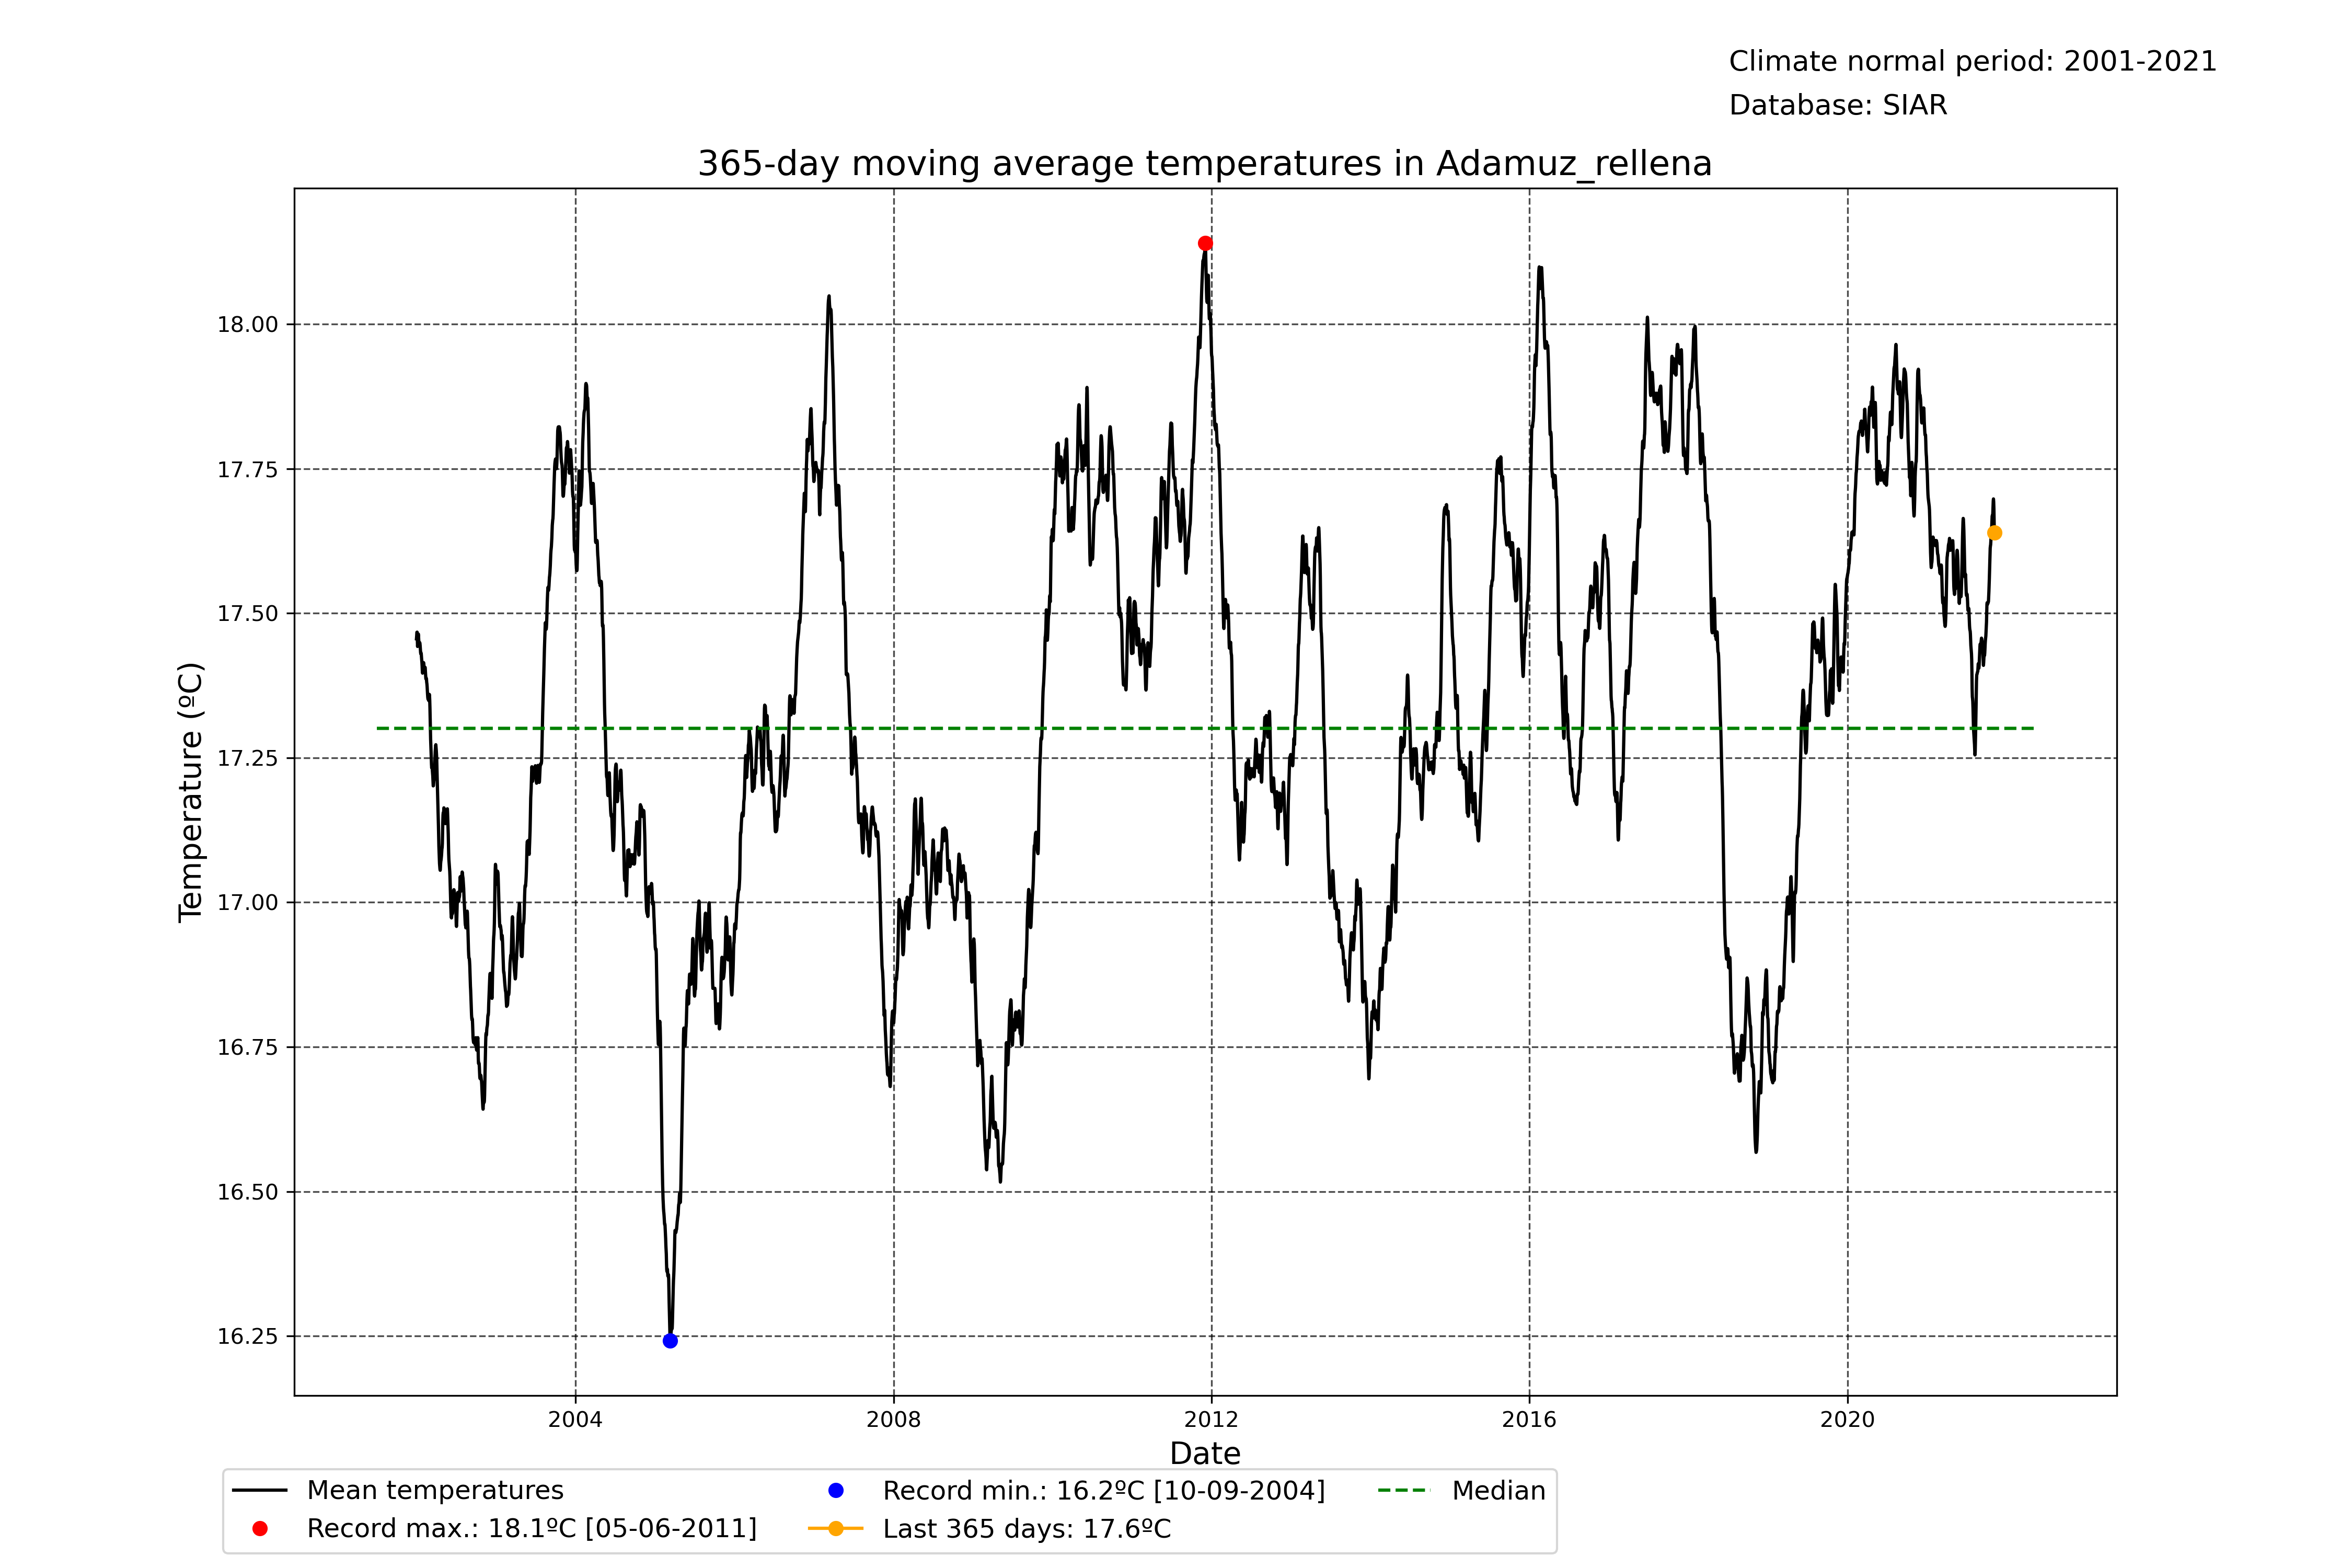 Climate normal period: 2001-2021
Database: SIAR
365-day moving average temperatures in Adamuz_rellena
Temperature (ºC)
18.00
17.75
17.50
17.25
17.00
16.75
16.50
16.25
2004
2008
2012
2016
2020
Date
Mean temperatures
Record max.: 18.1ºC [05-06-2011]
Record min.: 16.2ºC [10-09-2004]
Last 365 days: 17.6ºC
Median